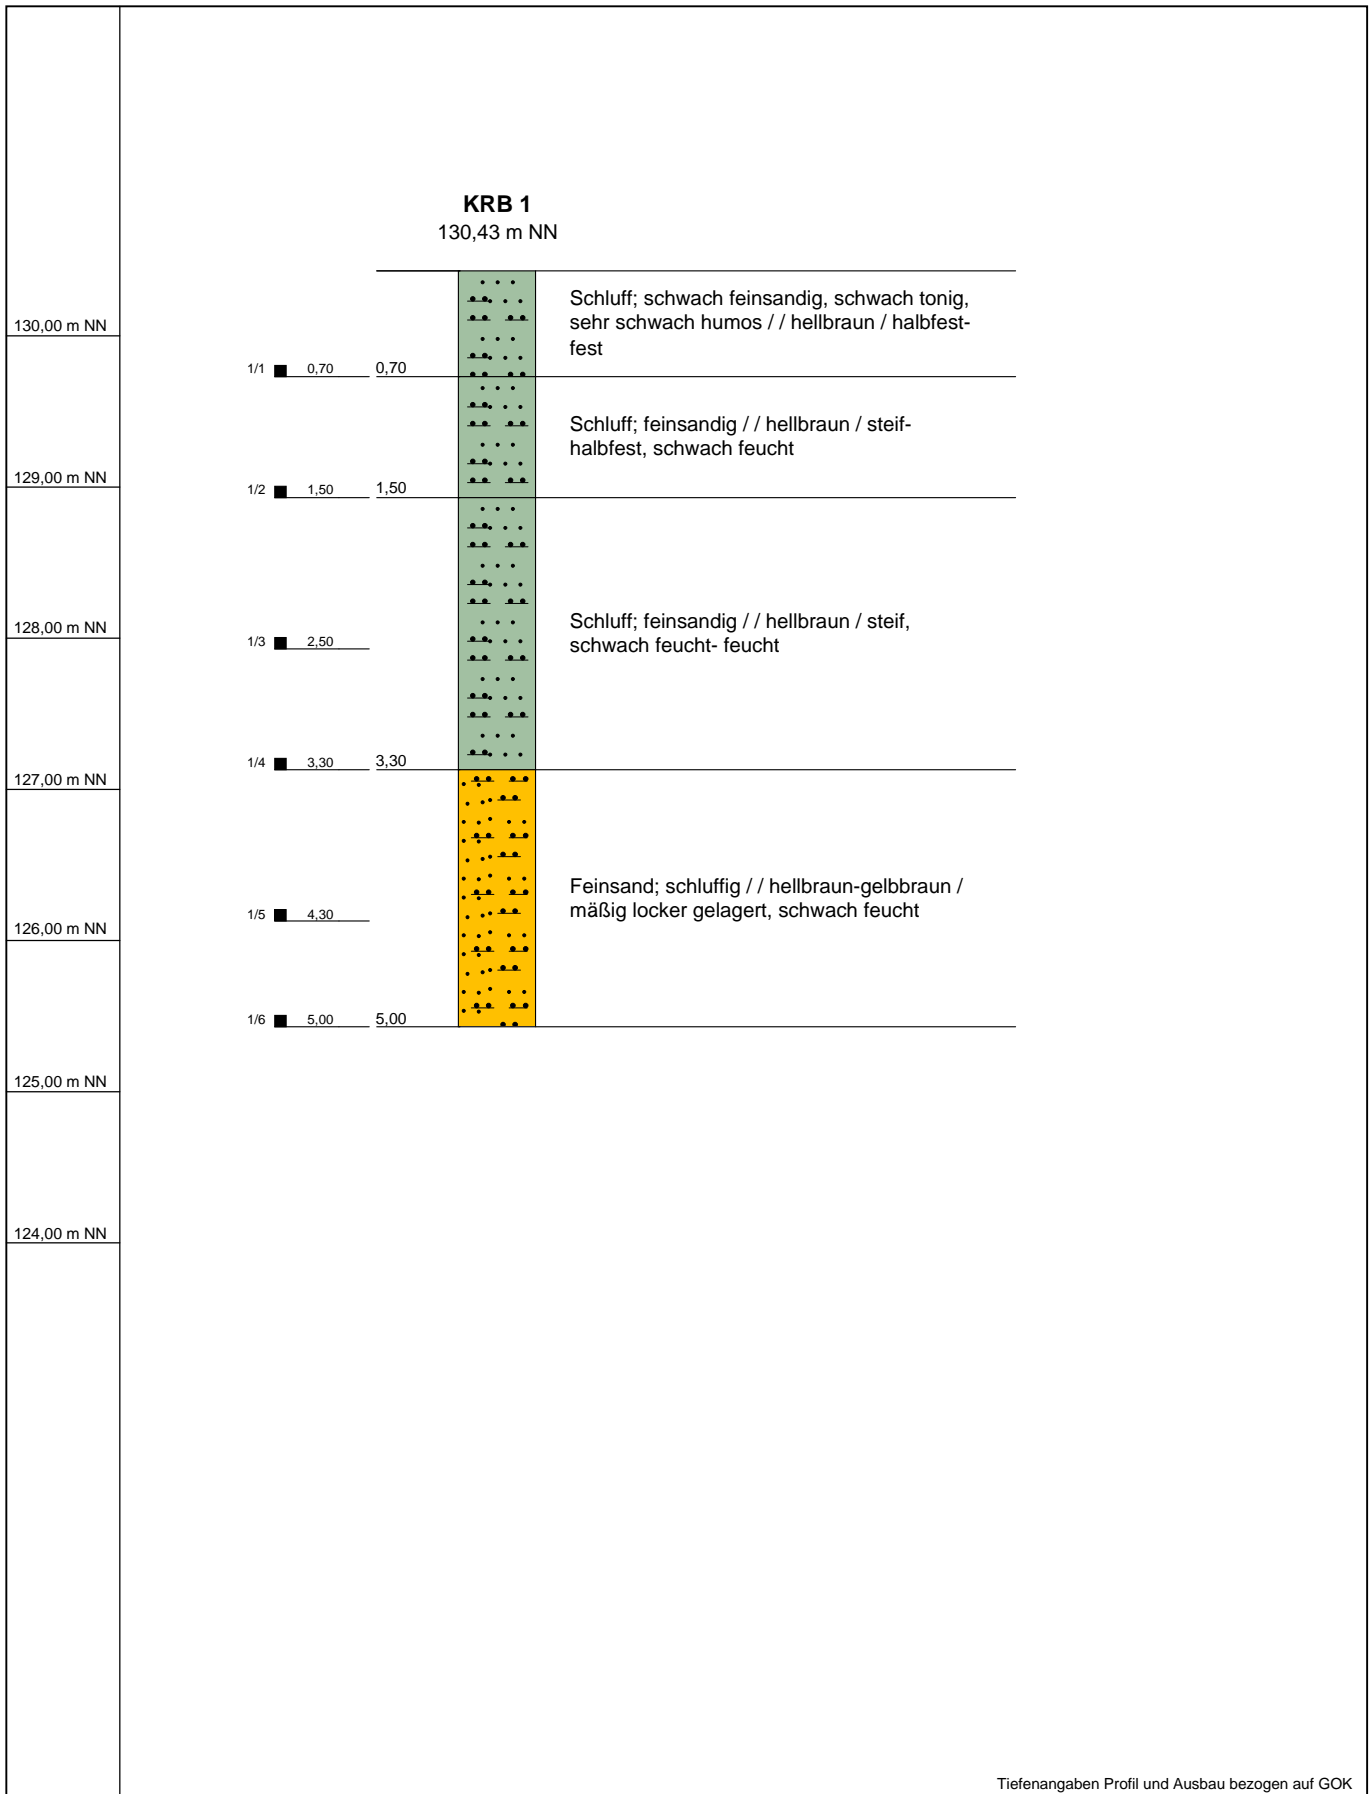 KRB 1
130,43 m NN
Schluff; schwach feinsandig, schwach tonig,
sehr schwach humos / / hellbraun / halbfest-
fest
130,00 m NN
1/1 0,70 0,70
Schluff; feinsandig / / hellbraun / steif-
halbfest, schwach feucht
129,00 m NN
1/2 1,50 1,50
Schluff; feinsandig / / hellbraun / steif,
schwach feucht- feucht
128,00 m NN
1/3 2,50
1/4 3,30 3,30
127,00 m NN
Feinsand; schluffig / / hellbraun-gelbbraun /
mäßig locker gelagert, schwach feucht
1/5 4,30
126,00 m NN
1/6 5,00 5,00
125,00 m NN
124,00 m NN
Tiefenangaben Profil und Ausbau bezogen auf GOK